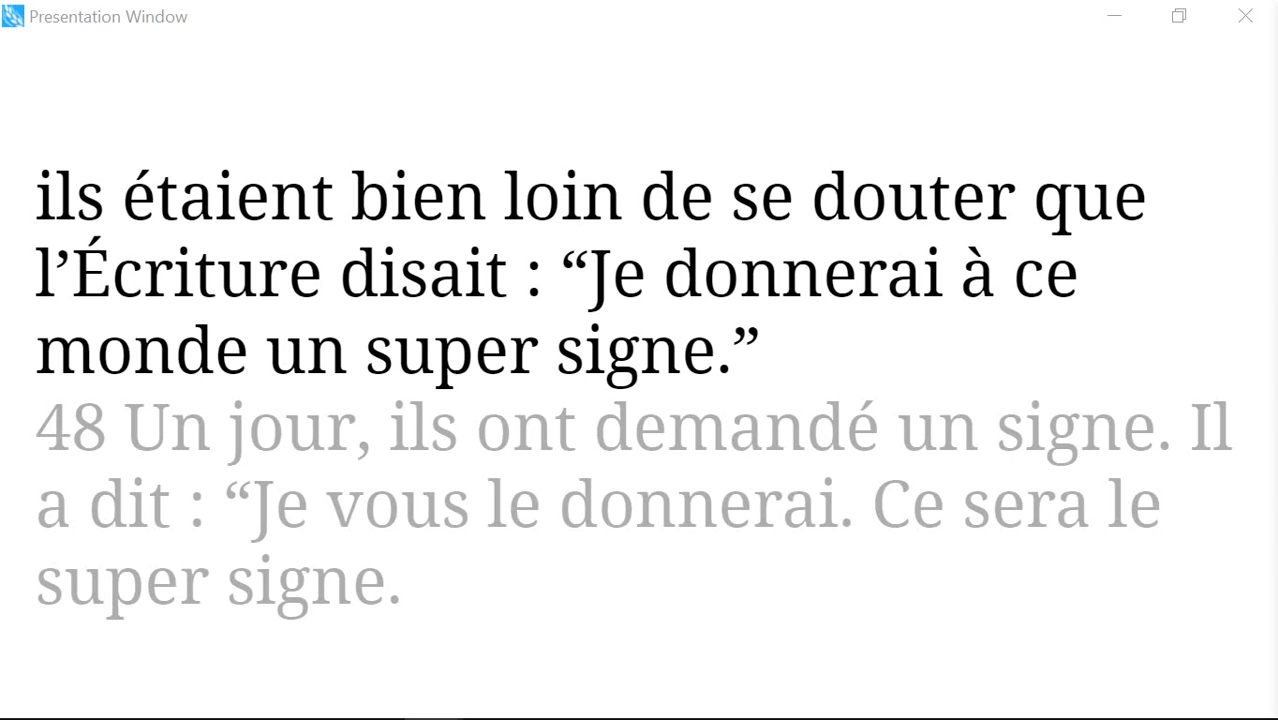 Presentation Window
ils étaient bien loin de se douter que
l’Écriture disait : “Je donnerai à ce
monde un super signe.”
48 Un jour, ils ont demandé un signe. Il
a dit : “Je vous le donnerai. Ce sera le
super signe.